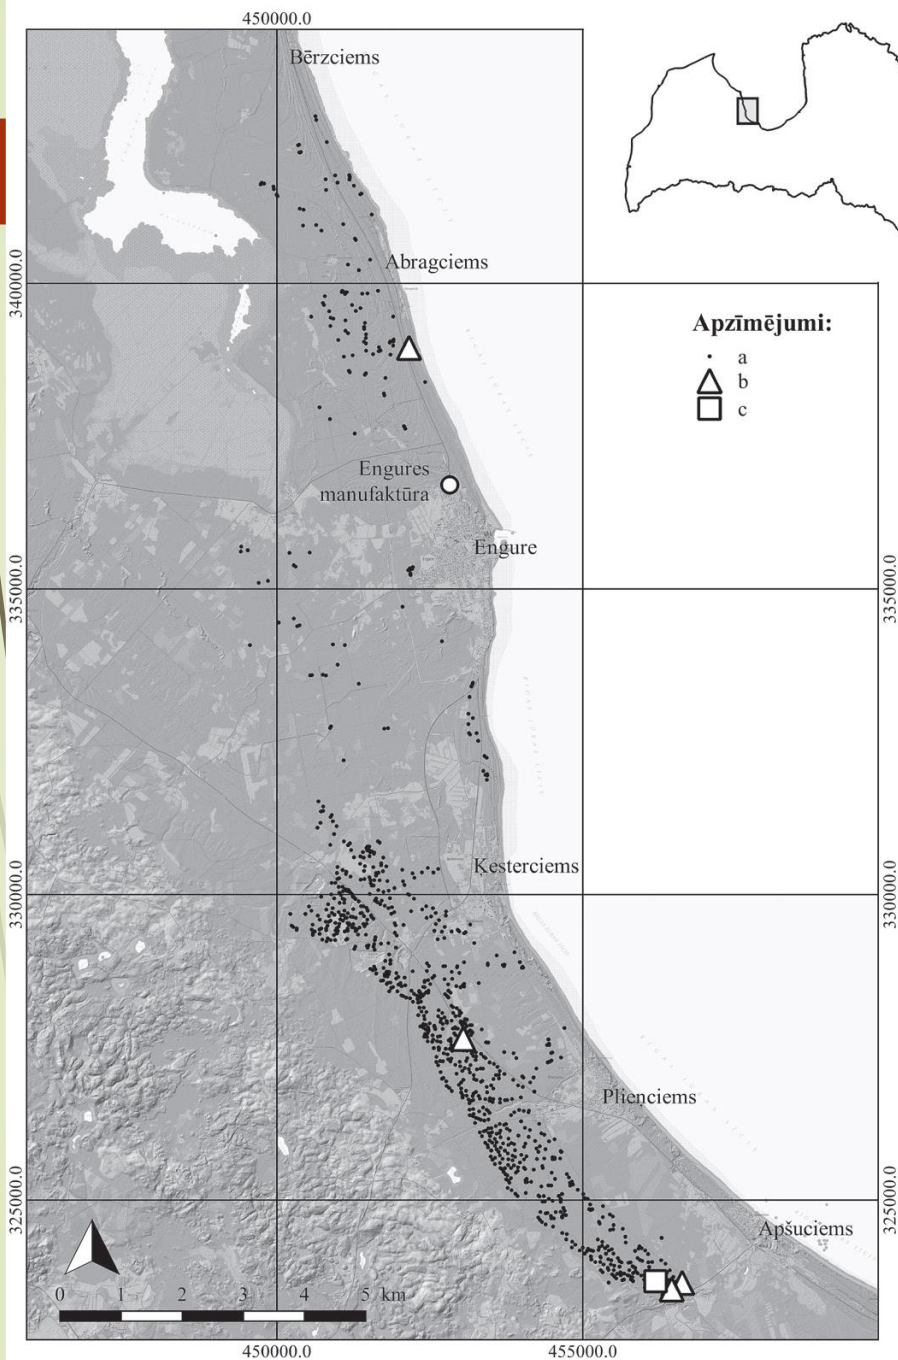 450000.0
Bērzciems
Abragciems
340000.0
Apzīmējumi:
a
b
c
Engures
manufaktūra
Engure
335000.0
335000.0
Ķesterciems
330000.0
330000.0
Plieņciems
325000.0
325000.0
Apšuciems
0 1 2 3 4 5 km
450000.0
455000.0